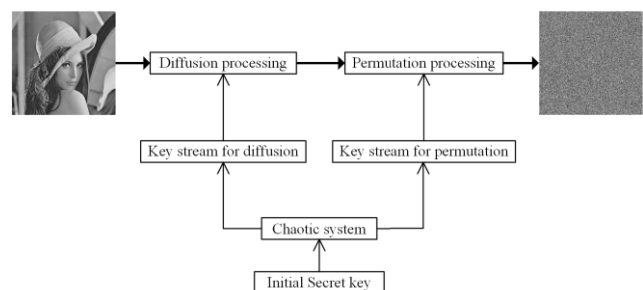 Diffusion processing
Permutation processing
Key stream for diffusion
Key stream for permutation
Chaotic system
Initial Secret key